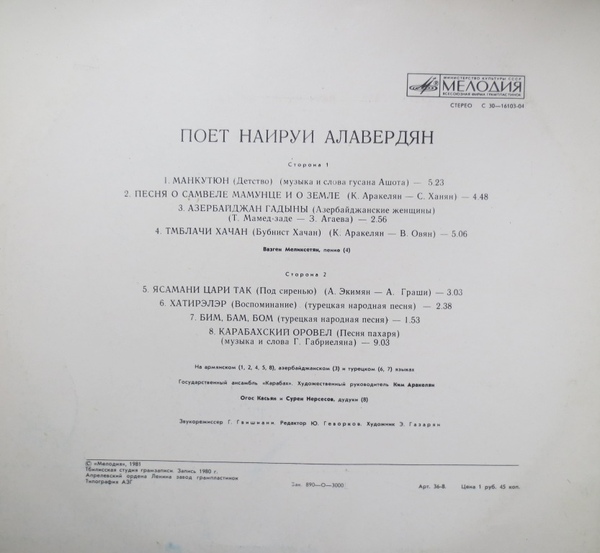 МИНИСТЕРСТВО КУЛЬТУРЫ СССР
МЕЛОДИЯ
ВСЕСОЮЗНАЯ ФИРМА ГРАМПЛАСТИНОК
СТЕРЕО С 30—16103-04
ПОЕТ НАИРУИ АЛАВЕРДЯН
Сторона 1
1. МАНКУТЮН (Детство) (музыка и слова гусана Ашота) — 5.23
2. ПЕСНЯ О САМВЕЛЕ МАМУНЦЕ И О ЗЕМЛЕ (К. Аракелян — С. Ханян) — 4.48
3. АЗЕРБАЙДЖАН ГАДЫНЫ (Азербайджанские женщины)
(Т. Мамед-заде — З. Агаева) — 2.56
4. ТМБЛАЧИ ХАЧАН (Бубнист Хачан) (К. Аракелян — В. Овян) — 5.06
Вазген Мелкисетян, пение (4)
Сторона 2
5. ЯСАМАНИ ЦАРИ ТАК (Под сиренью) (А. Экимян — А. Граши) — 3.03
6. ХАТИРЭЛЭР (Воспоминание) (турецкая народная песня) — 2.38
7. БИМ, БАМ, БОМ (турецкая народная песня) — 1.53
8. КАРАБАХСКИЙ ОРОВЕЛ (Песня пахаря)
(музыка и слова Г. Габриеляна) — 9.03
На армянском (1, 2, 4, 5, 8), азербайджанском (3) и турецком (6, 7) языках
Государственный ансамбль «Карабах». Художественный руководитель Ким Аракелян
Огос Касьян и Сурен Нерсесов, дудуки (8)
Звукорежиссер Г. Гвишиани. Редактор Ю. Геворков. Художник Э. Газарян
© «Мелодия», 1981
Тбилисская студия грамзаписи. Запись 1980 г.
Апрелевский ордена Ленина завод грампластинок
Типография АЗГ
Зак. 890—О—3000
Арт. 36-8. Цена 1 руб. 45 коп.